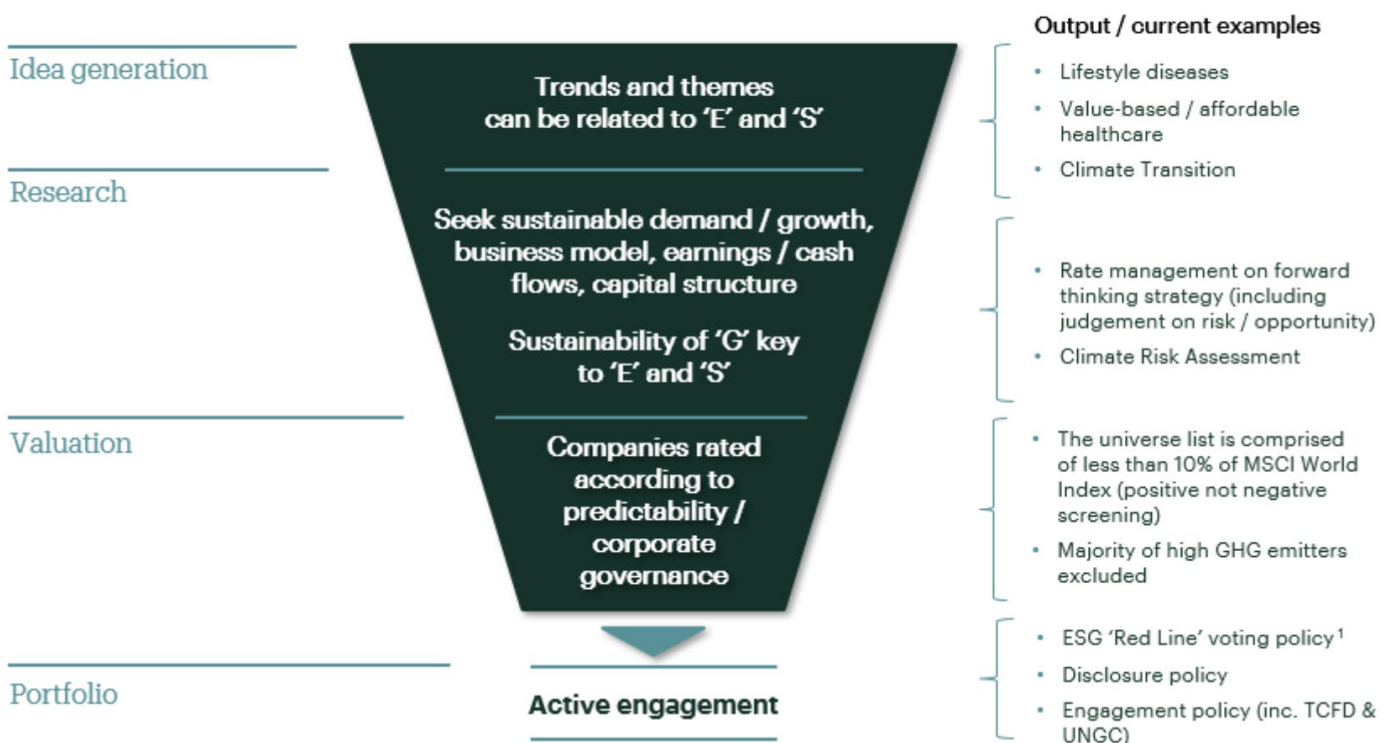 Output / current examples
Idea generation
Trends and themes
can be related to ‘E’ and ‘S’
• Lifestyle diseases
• Value-based / affordable
healthcare
• Climate Transition
Research
Seek sustainable demand / growth,
business model, earnings / cash
flows, capital structure
Sustainability of ‘G’ key
to ‘E’ and ‘S’
• Rate management on forward
thinking strategy (including
judgement on risk / opportunity)
• Climate Risk Assessment
Valuation
Companies rated
according to
predictability /
corporate
governance
• The universe list is comprised
of less than 10% of MSCI World
Index (positive not negative
screening)
• Majority of high GHG emitters
excluded
Portfolio
Active engagement
• ESG ‘Red Line’ voting policy¹
• Disclosure policy
• Engagement policy (inc. TCFD &
UNGC)